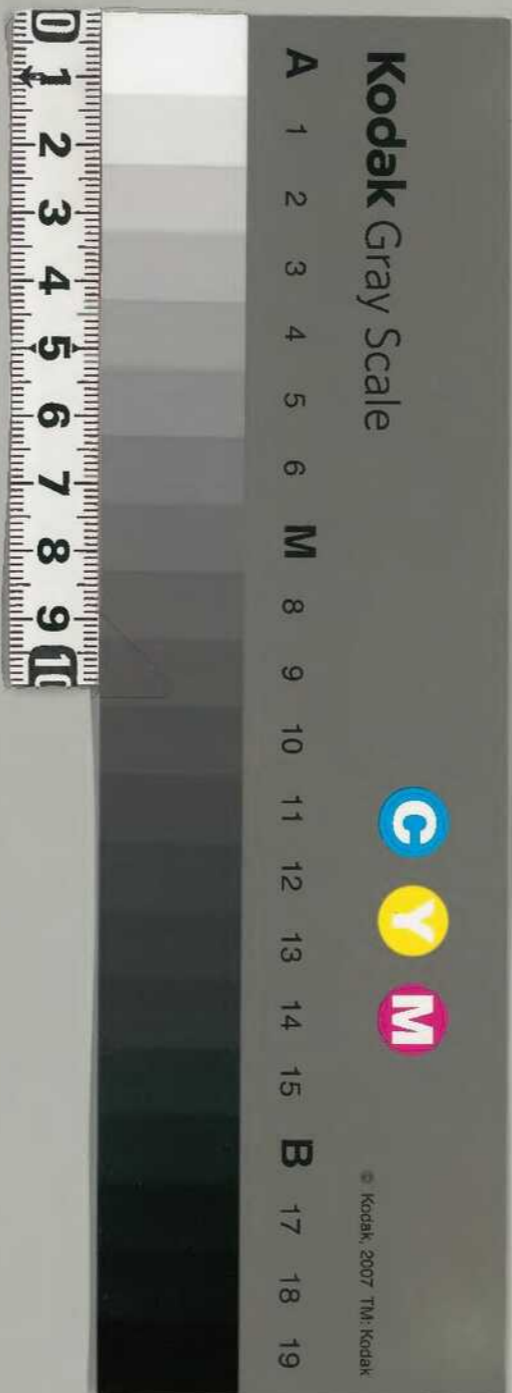 Kodak Gray Scale
C Y M
© Kodak, 2007 TM: Kodak
A 1 2 3 4 5 6 M 8 9 10 11 12 13 14 15 B 17 18 19
0 1 2 3 4 5 6 7 8 9 10